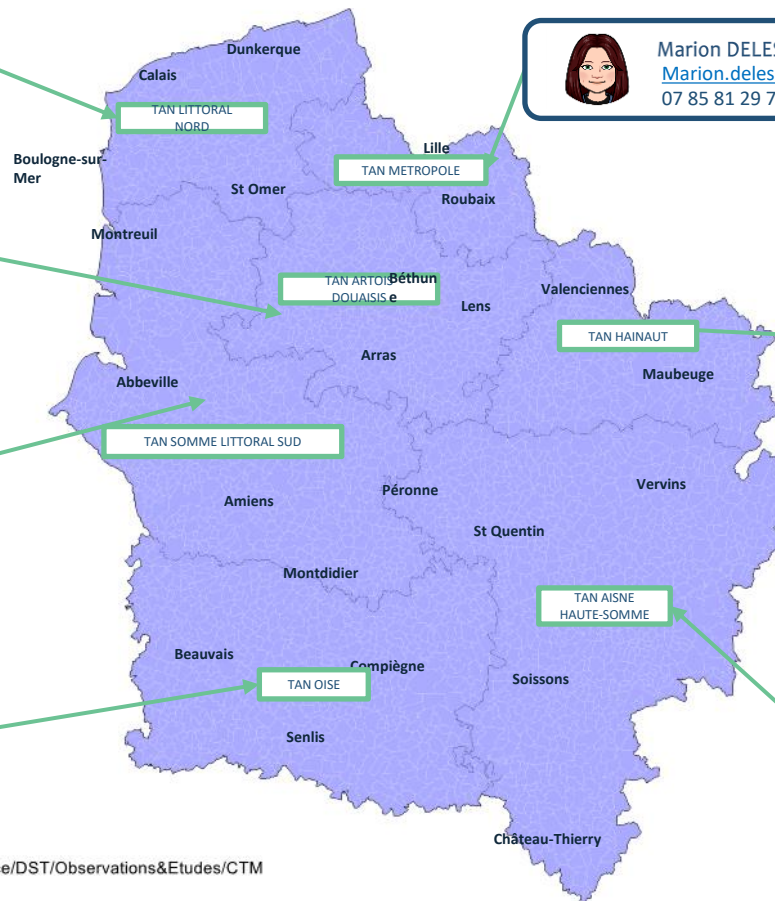 Dunkerque
Marion DELES
Calais
Marion.deles
07 85 81 29 7
TAN LITTORAL
NORD
Lille
Boulogne-sur-
Mer
TAN METROPOLE
St Omer
Roubaix
Montreuil
TAN ARTOIS
DOUAISIS
Béthun
e
Valenciennes
Lens
TAN HAINAUT
Arras
Maubeuge
Abbeville
TAN SOMME LITTORAL SUD
Vervins
Péronne
Amiens
St Quentin
Montdidier
TAN AISNE
HAUTE-SOMME
Beauvais
Compiègne
Soissons
TAN OISE
Senlis
Château-Thierry
e/DST/Observations&Etudes/CTM